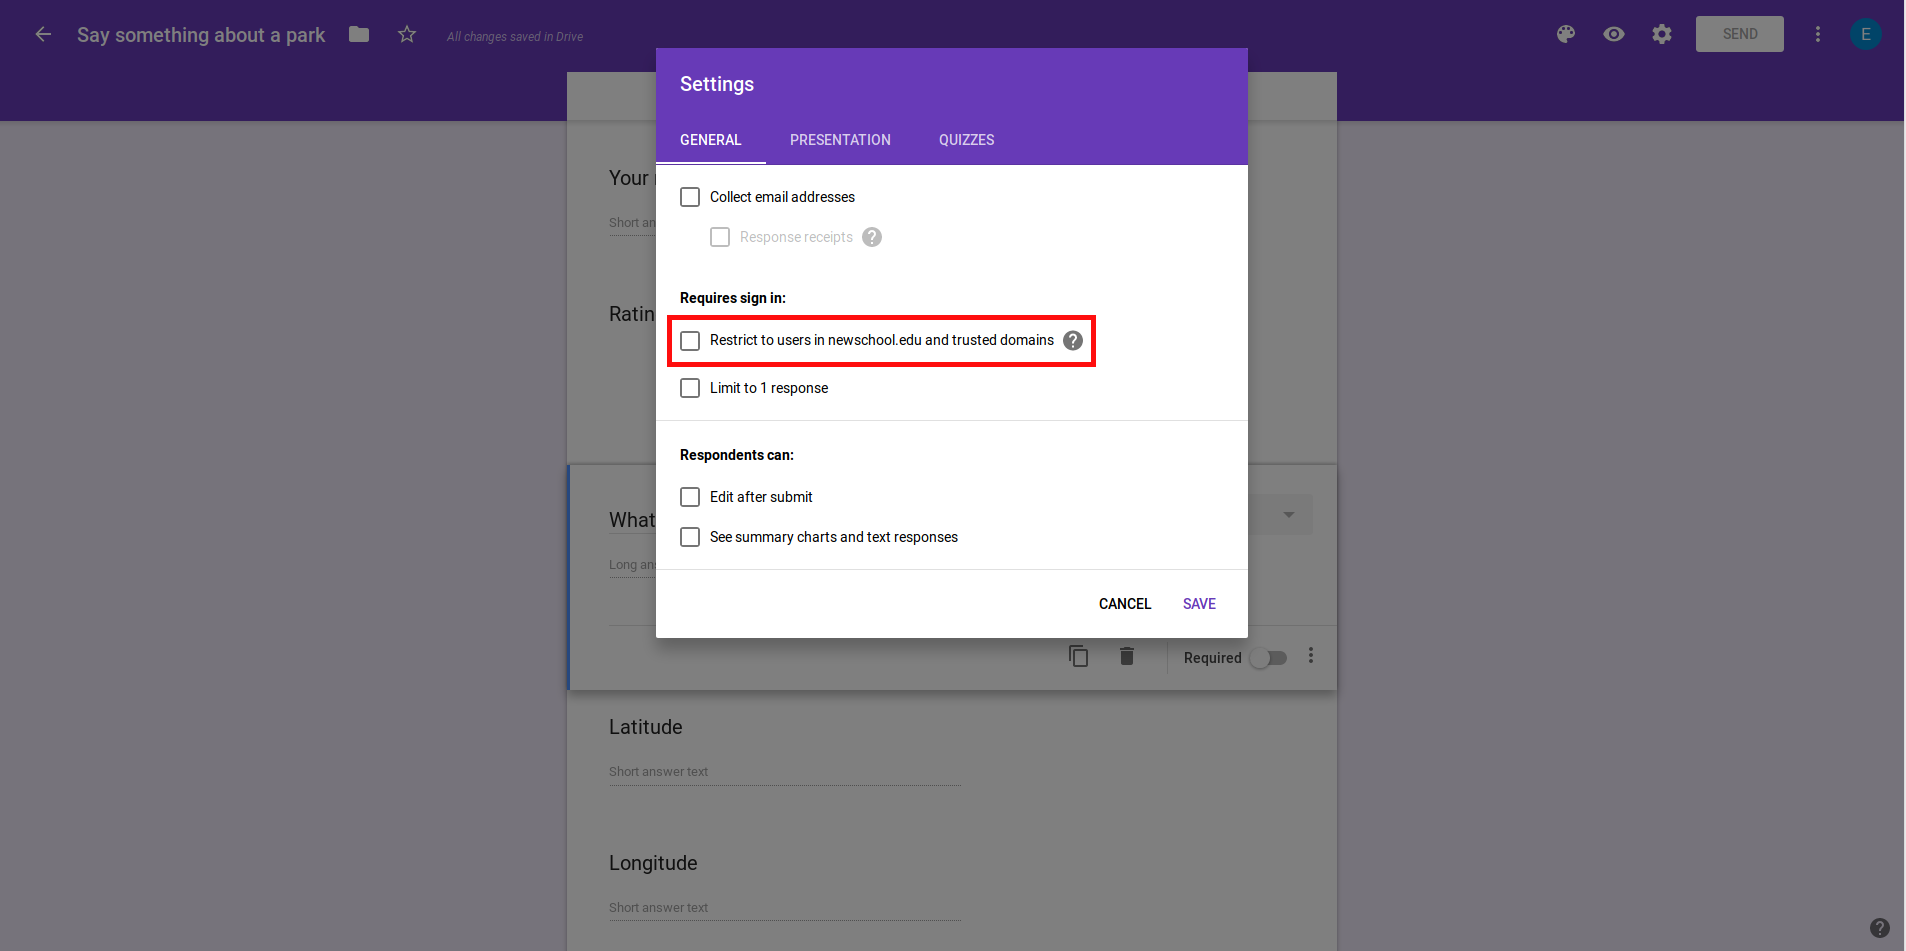 Say something about a park
All changes saved in Drive
SEND
E
Settings
GENERAL PRESENTATION QUIZZES
Your
Short an
Collect email addresses
Response receipts ?
Requires sign in:
Ratin
Restrict to users in newschool.edu and trusted domains ?
Limit to 1 response
Respondents can:
Edit after submit
What
See summary charts and text responses
Long ans
CANCEL SAVE
Required
Latitude
Short answer text
Longitude
Short answer text
?